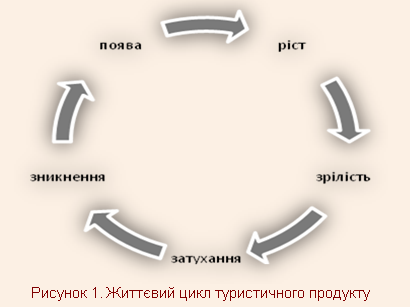 поява
ріст
зникнення
зрілість
затухання
Рисунок 1. Життєвий цикл туристичного продукту